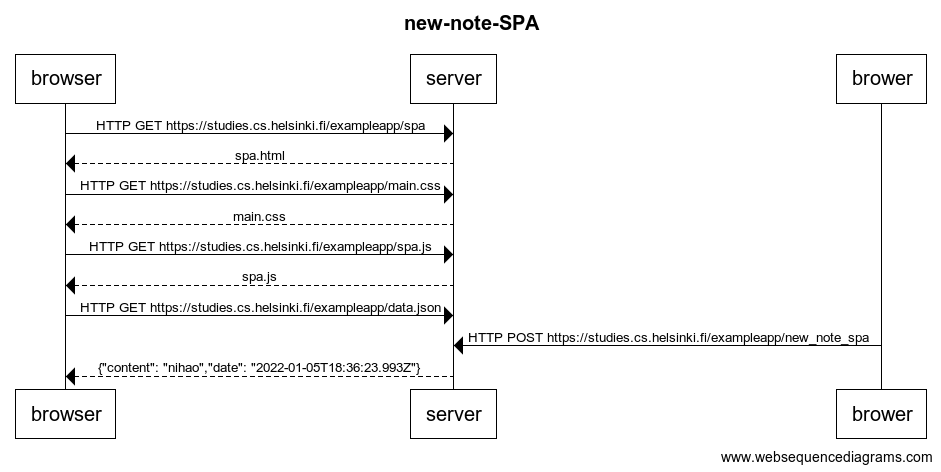 new-note-SPA
browser
server
brower
HTTP GET https://studies.cs.helsinki.fi/exampleapp/spa
spa.html
HTTP GET https://studies.cs.helsinki.fi/exampleapp/main.css
main.css
HTTP GET https://studies.cs.helsinki.fi/exampleapp/spa.js
spa.js
HTTP GET https://studies.cs.helsinki.fi/exampleapp/data.json
HTTP POST https://studies.cs.helsinki.fi/exampleapp/new_note_spa
{"content": "nihao","date": "2022-01-05T18:36:23.993Z"}
browser
server
brower
www.websequencediagrams.com